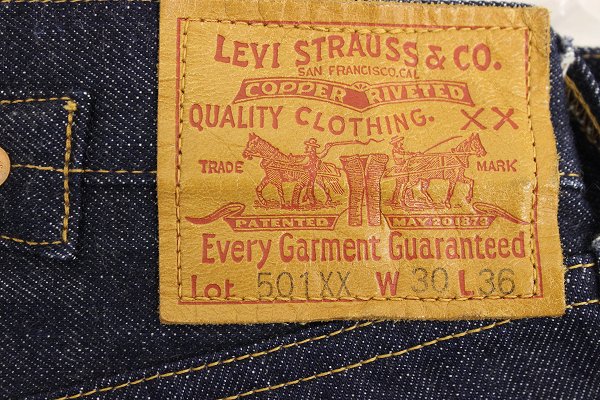 LEVI STRAUSS & CO.
SAN FRANCISCO, CAL.
COPPER RIVETED
QUALITY CLOTHING. XX
TRADE MARK
PATENTED MAY 20 1873
Every Garment Guaranteed
Lot 501XX W 30 L 36